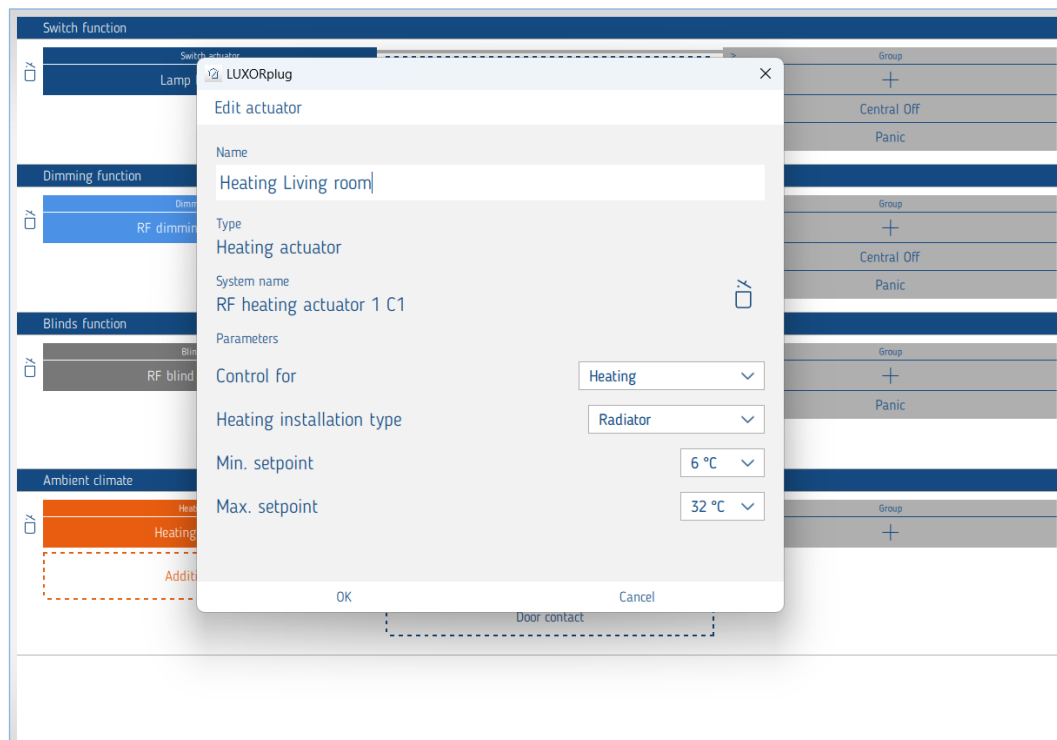 Switch function
Switch actuator
Lamp
>
Group
+
Central Off
Panic
Dimming function
RF
Group
+
Central Off
Panic
Blinds function
RF blind
Group
+
Panic
Ambient climate
Heating
Group
+
Door contact
LUXORplug
Edit actuator
Name
Heating Living room
Type
Heating actuator
System name
RF heating actuator 1 C1
Parameters
Control for
Heating
Heating installation type
Radiator
Min. setpoint
6 °C
Max. setpoint
32 °C
OK
Cancel